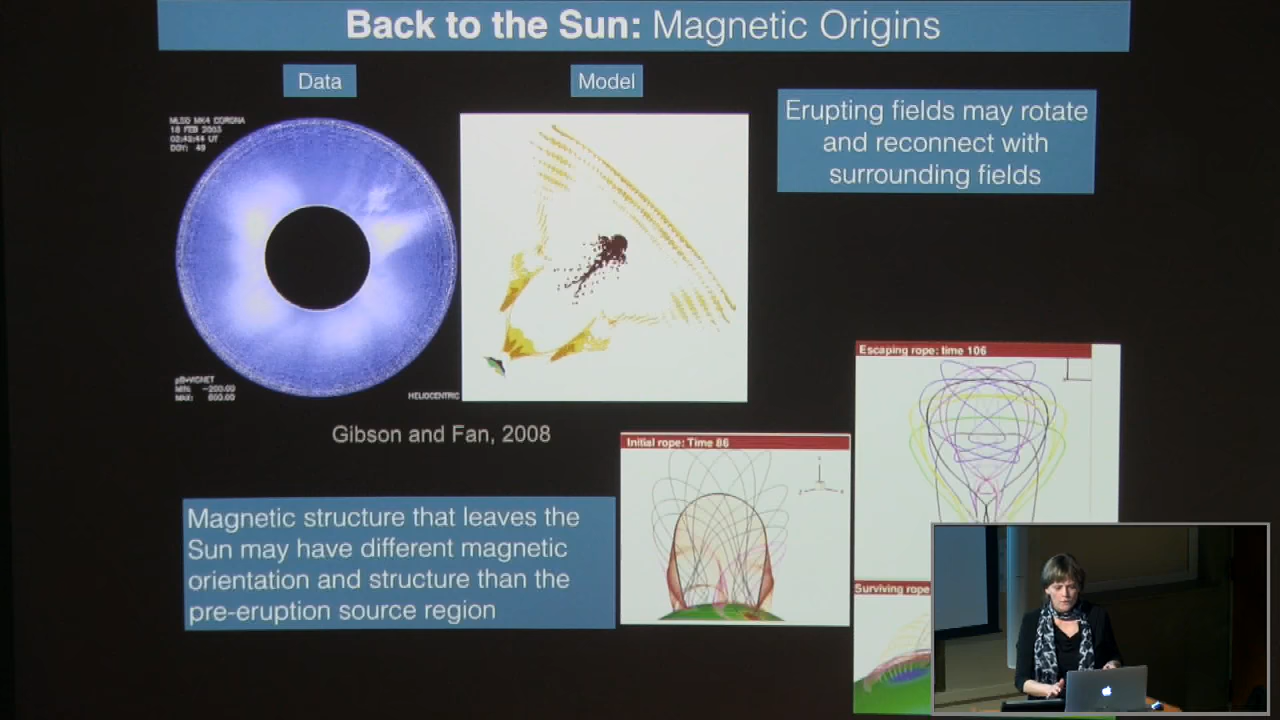 Back to the Sun: Magnetic Origins
Data
Model
Erupting fields may rotate
and reconnect with
surrounding fields
MLSO MK4 CORONA
18 FEB 2003
02:42:44 UT
DOY: 49
MIN: -200.00
MAX: 800.00
HELIOCENTRIC
Gibson and Fan, 2008
Magnetic structure that leaves the
Sun may have different magnetic
orientation and structure than the
pre-eruption source region
Initial rope: Time 86
Escaping rope: time 106
Surviving rope